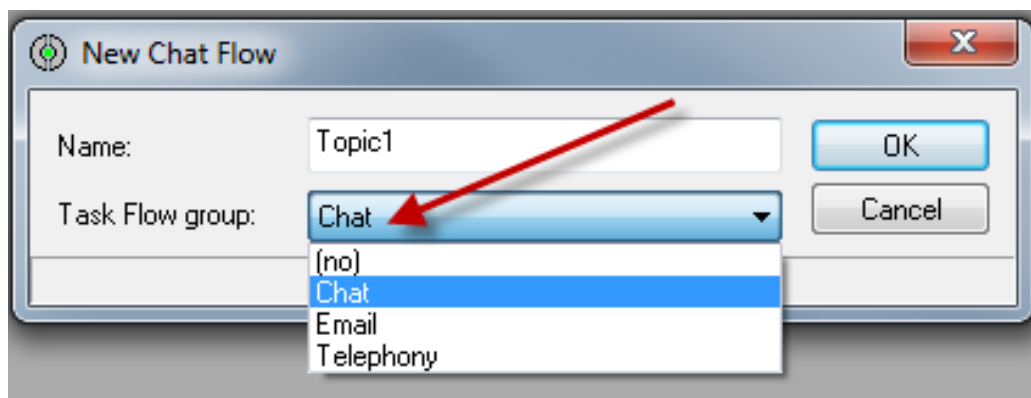 New Chat Flow
Name: Topic1 OK
Task Flow group: Chat Cancel
(no)
Chat
Email
Telephony